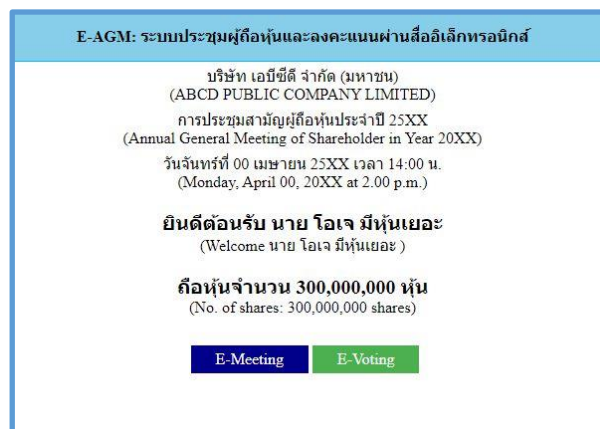 E-AGM: ระบบประชุมผู้ถือหุ้นและลงคะแนนผ่านสื่ออิเล็กทรอนิกส์
บริษัท เอบีซีดี จำกัด (มหาชน)
(ABCD PUBLIC COMPANY LIMITED)
การประชุมสามัญผู้ถือหุ้นประจำปี 25XX
(Annual General Meeting of Shareholder in Year 20XX)
วันจันทร์ที่ 00 เมษายน 25XX เวลา 14:00 น.
(Monday, April 00, 20XX at 2.00 p.m.)
ยินดีต้อนรับ นาย โอเจ มีหุ้นเยอะ
(Welcome นาย โอเจ มีหุ้นเยอะ )
ถือหุ้นจำนวน 300,000,000 หุ้น
(No. of shares: 300,000,000 shares)
E-Meeting E-Voting